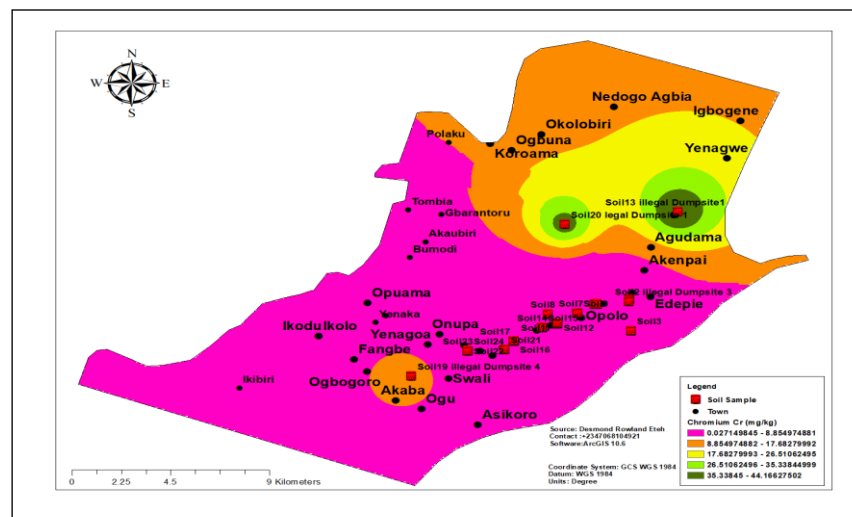 N
W E
S
Nedogo Agbia
Igbogene
Okolobiri
Polaku
Ogbuna
Koroama
Yenagwe
Soil13 illegal Dumpsite1
Tombia
Gbarantoru
Soil20 legal Dumpsite 1
Akaubiri
Agudama
Bumodi
Akenpai
illegal Dumpsite 3
Edepie
Opuama
Soil8
Soil7
Yenaka
Opolo
Ikodulkolo
Onupa
Soil17
Soil12
Soil3
Yenagoa
Soil23
Soil24
Soil21
Fangbe
Soil16
Soil19 illegal Dumpsite 4
Ikibiri
Ogbogoro
Swali
Akaba
Ogu
Asikoro
Legend
Soil Sample
Town
Chromium Cr (mg/kg)
0.027149845 - 8.854974881
8.854974882 - 17.68279992
17.68279993 - 26.51062495
26.51062496 - 35.33844999
35.33845 - 44.16627502
Source: Desmond Rowland Eteh
Contact :+2347068104921
Software:ArcGIS 10.6
Coordinate System: GCS WGS 1984
Datum: WGS 1984
Units: Degree
0 2.25 4.5 9 Kilometers